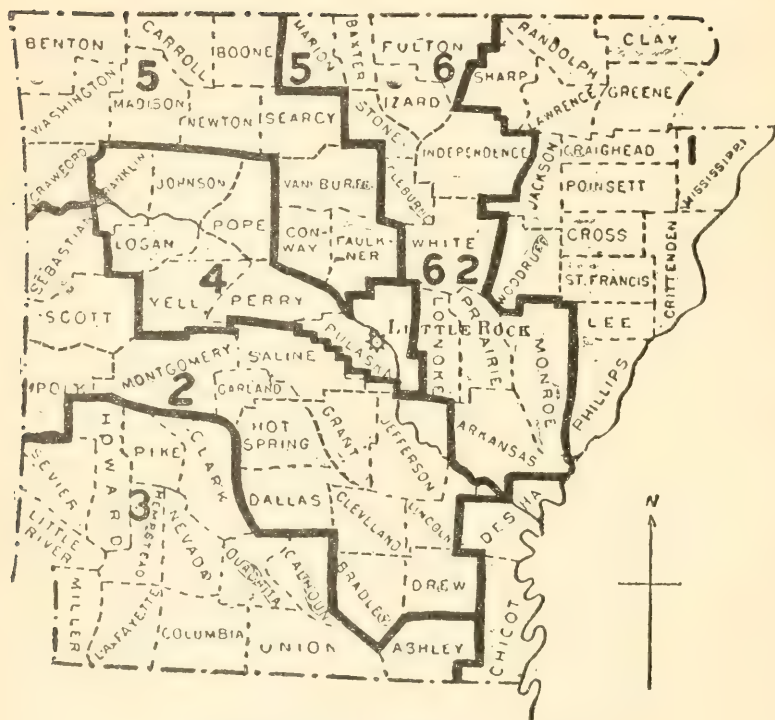 BENTON
CARROLL
BOONE
MARION
BAXTER
FULTON
RANDOLPH
CLAY
5
5
6
SHARP
WASHINGTON
MADISON
IZARD
LAWRENCE
GREENE
NEWTON
SEARCY
STONE
INDEPENDENCE
JACKSON
CRAIGHEAD
1
MISSISSIPPI
CRAWFORD
FRANKLIN
JOHNSON
VAN BUREN
CLEBURNE
POINSETT
POPE
CON-
WAY
FAULK-
NER
WHITE
WOODRUFF
CROSS
CRITTENDEN
SEBASTIAN
LOGAN
4
6
2
ST. FRANCIS
YELL
PERRY
PRAIRIE
LONOKE
LEE
SCOTT
PULASKI
LITTLE ROCK
MONROE
PHILLIPS
POLK
MONTGOMERY
SALINE
2
GARLAND
HOWARD
PIKE
CLARK
HOT
SPRING
GRANT
JEFFERSON
ARKANSAS
SEVIER
3
DALLAS
CLEVELAND
LINCOLN
DESHA
LITTLE
RIVER
HEMPSTEAD
NEVADA
OUACHITA
CALHOUN
BRADLEY
DREW
MILLER
LAFAYETTE
COLUMBIA
UNION
ASHLEY
CHICOT
N